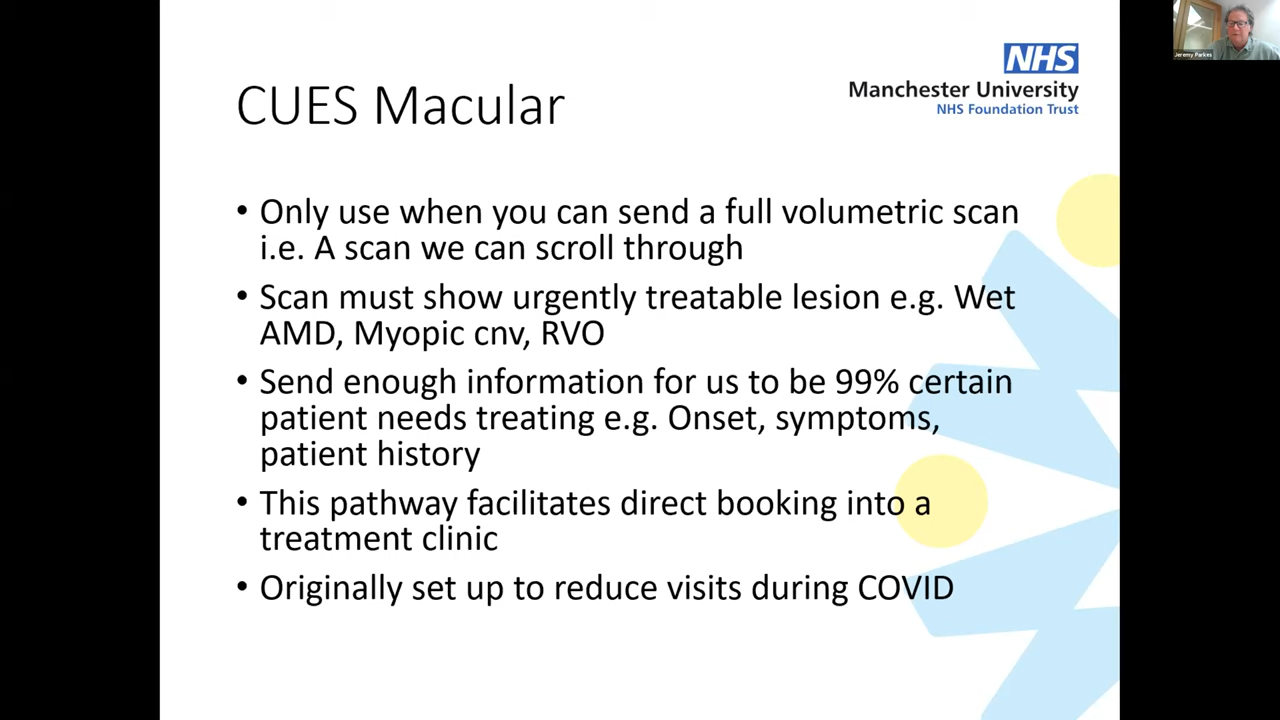 Jeremy Parkes
NHS
Manchester University
NHS Foundation Trust
CUES Macular
• Only use when you can send a full volumetric scan
i.e. A scan we can scroll through
• Scan must show urgently treatable lesion e.g. Wet
AMD, Myopic cnv, RVO
• Send enough information for us to be 99% certain
patient needs treating e.g. Onset, symptoms,
patient history
• This pathway facilitates direct booking into a
treatment clinic
• Originally set up to reduce visits during COVID